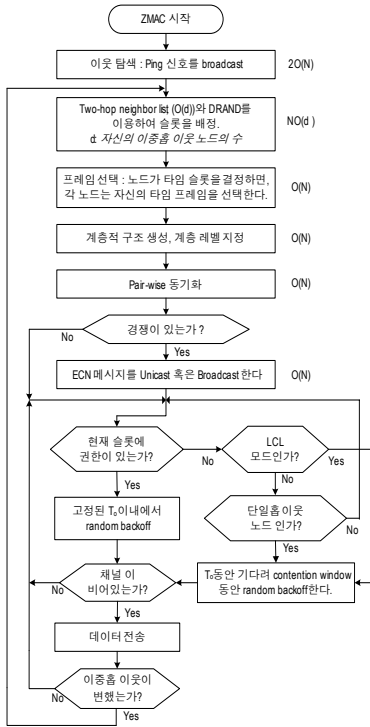 ZMAC 시작
이웃 탐색 : Ping 신호를 broadcast
2O(N)
Two-hop neighbor list (O(d))와 DRAND를
이용하여 슬롯을 배정.
d: 자신의 이중홉 이웃 노드의 수
NO(d )
프레임 선택 : 노드가 타임 슬롯을 결정하면,
각 노드는 자신의 타임 프레임을 선택한다.
O(N)
계층적 구조 생성, 계층 레벨 지정
O(N)
Pair-wise 동기화
O(N)
경쟁이 있는가 ?
No
Yes
ECN 메시지를 Unicast 혹은 Broadcast 한다
O(N)
현재 슬롯에
권한이 있는가?
No
Yes
LCL
모드인가?
Yes
No
고정된 To 이내에서
random backoff
단일홉 이웃
노드 인가?
No
Yes
채널 이
비어있는가?
No
Yes
To동안 기다려 contention window
동안 random backoff한다.
데이터 전송
이중홉 이웃이
변했는가?
No
Yes